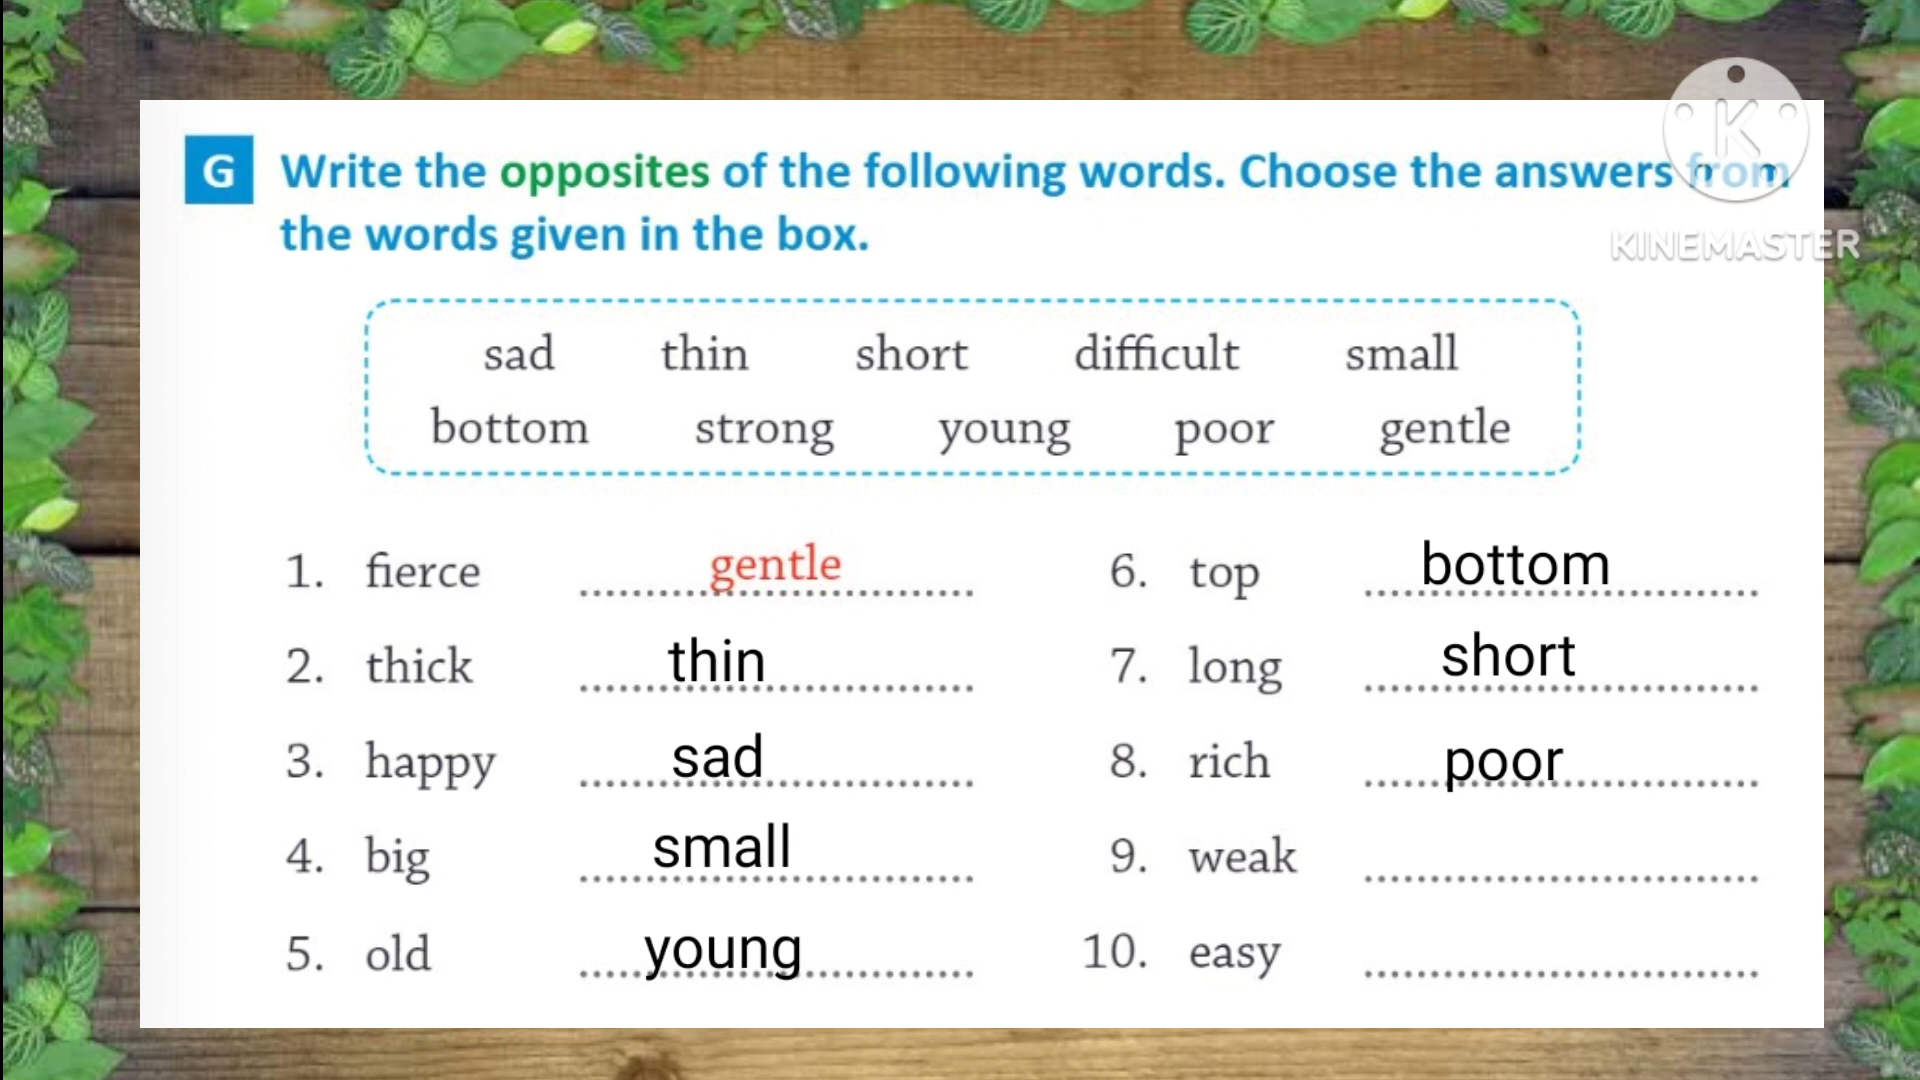 G Write the opposites of the following words. Choose the answers from
the words given in the box.
K
KINEMASTER
sad thin short difficult small
bottom strong young poor gentle
1. fierce gentle
2. thick thin
3. happy sad
4. big small
5. old young
6. top bottom
7. long short
8. rich poor
9. weak
10. easy